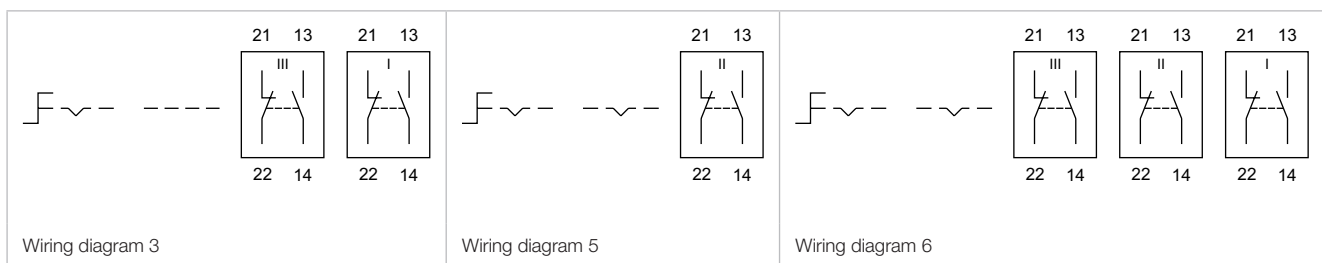 21 13 21 13
III I
22 14 22 14
Wiring diagram 3
21 13
II
22 14
Wiring diagram 5
21 13 21 13 21 13
III II I
22 14 22 14 22 14
Wiring diagram 6